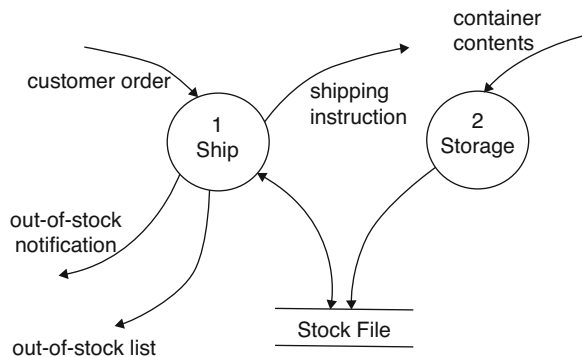 container
contents
customer order
shipping
instruction
1
Ship
2
Storage
out-of-stock
notification
out-of-stock list
Stock File